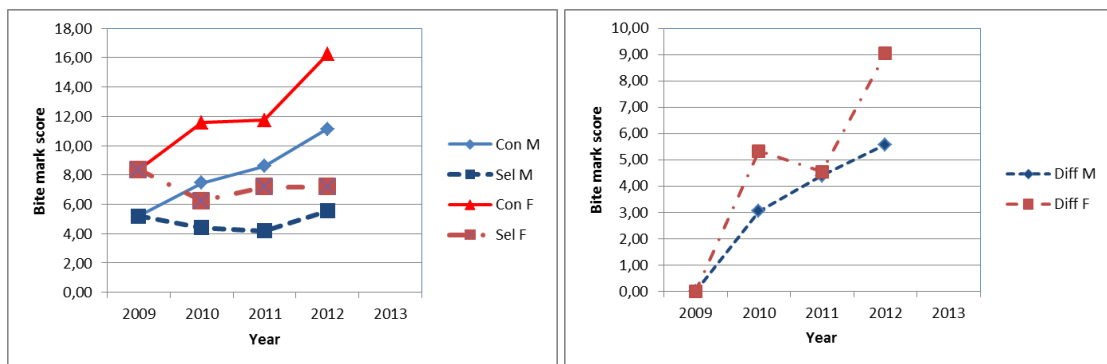 18,00
16,00
14,00
12,00
10,00
8,00
6,00
4,00
2,00
0,00
Bite mark score
2009 2010 2011 2012 2013
Year
Con M
Sel M
Con F
Sel F
10,00
9,00
8,00
7,00
6,00
5,00
4,00
3,00
2,00
1,00
0,00
Bite mark score
2009 2010 2011 2012 2013
Year
Diff M
Diff F